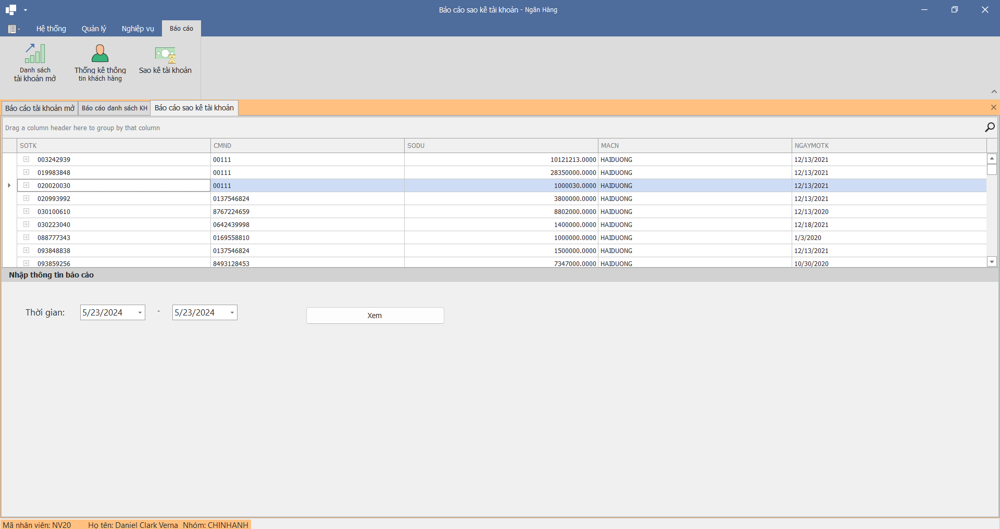 Báo cáo sao kê tài khoản - Ngân Hàng
Hệ thống Quản lý Nghiệp vụ Báo cáo
Danh sách
tài khoản mở
Thống kê thông
tin khách hàng
Sao kê tài khoản
Báo cáo tài khoản mở Báo cáo danh sách KH Báo cáo sao kê tài khoản
Drag a column header here to group by that column
SOTK CMND SODU MACN NGAYMOTK
003242939 00111 10121213.0000 HAIDUONG 12/13/2021
019983848 00111 28350000.0000 HAIDUONG 12/13/2021
020020030 00111 1000030.0000 HAIDUONG 12/13/2021
020993992 0137546824 3800000.0000 HAIDUONG 12/13/2021
030100610 8767224659 8802000.0000 HAIDUONG 12/13/2020
030223040 0642439998 1400000.0000 HAIDUONG 12/18/2021
088777343 0169558810 1000000.0000 HAIDUONG 1/3/2020
093848838 0137546824 1500000.0000 HAIDUONG 12/13/2021
093859256 8493128453 7347000.0000 HAIDUONG 10/30/2020
Nhập thông tin báo cáo
Thời gian: 5/23/2024 - 5/23/2024 Xem
Mã nhân viên: NV20 Họ tên: Daniel Clark Verna Nhóm: CHINHANH